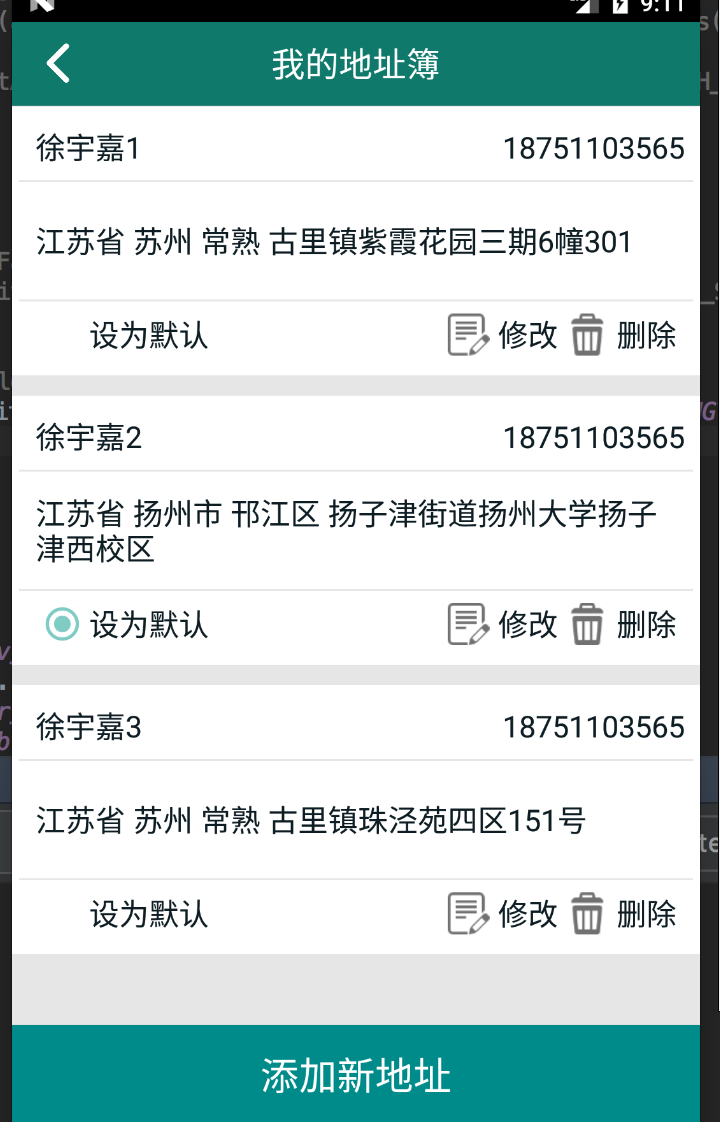 9:11
我的地址簿
徐宇嘉1 18751103565
江苏省 苏州 常熟 古里镇紫霞花园三期6幢301
设为默认 修改 删除
徐宇嘉2 18751103565
江苏省 扬州市 邗江区 扬子津街道扬州大学扬子
津西校区
设为默认 修改 删除
徐宇嘉3 18751103565
江苏省 苏州 常熟 古里镇珠泾苑四区151号
设为默认 修改 删除
添加新地址